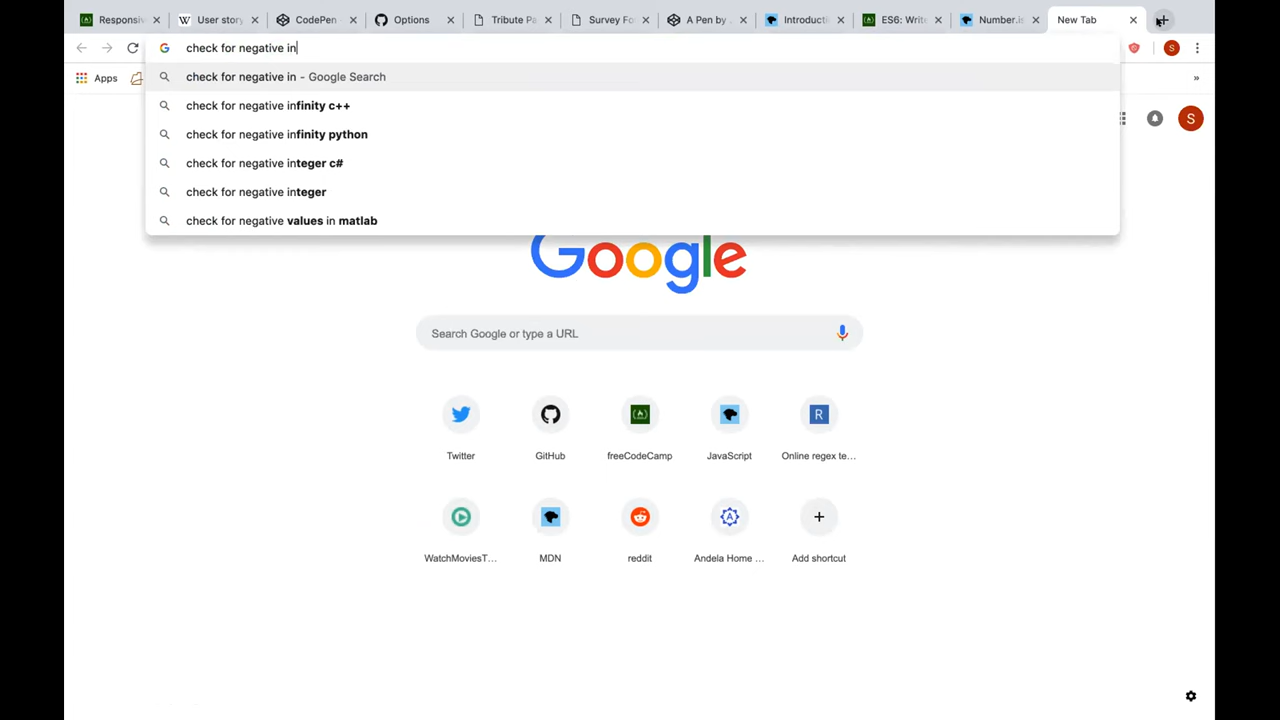 Responsive
User story
CodePen
Options
Tribute Pa
Survey Fo
A Pen by
Introducti
ES6: Write
Number.is
New Tab
check for negative in
S
Apps
»
check for negative in - Google Search
check for negative infinity c++
check for negative infinity python
check for negative integer c#
check for negative integer
check for negative values in matlab
S
Google
Search Google or type a URL
R
Twitter
GitHub
freeCodeCamp
JavaScript
Online regex te...
WatchMoviesT...
MDN
reddit
Andela Home ...
Add shortcut